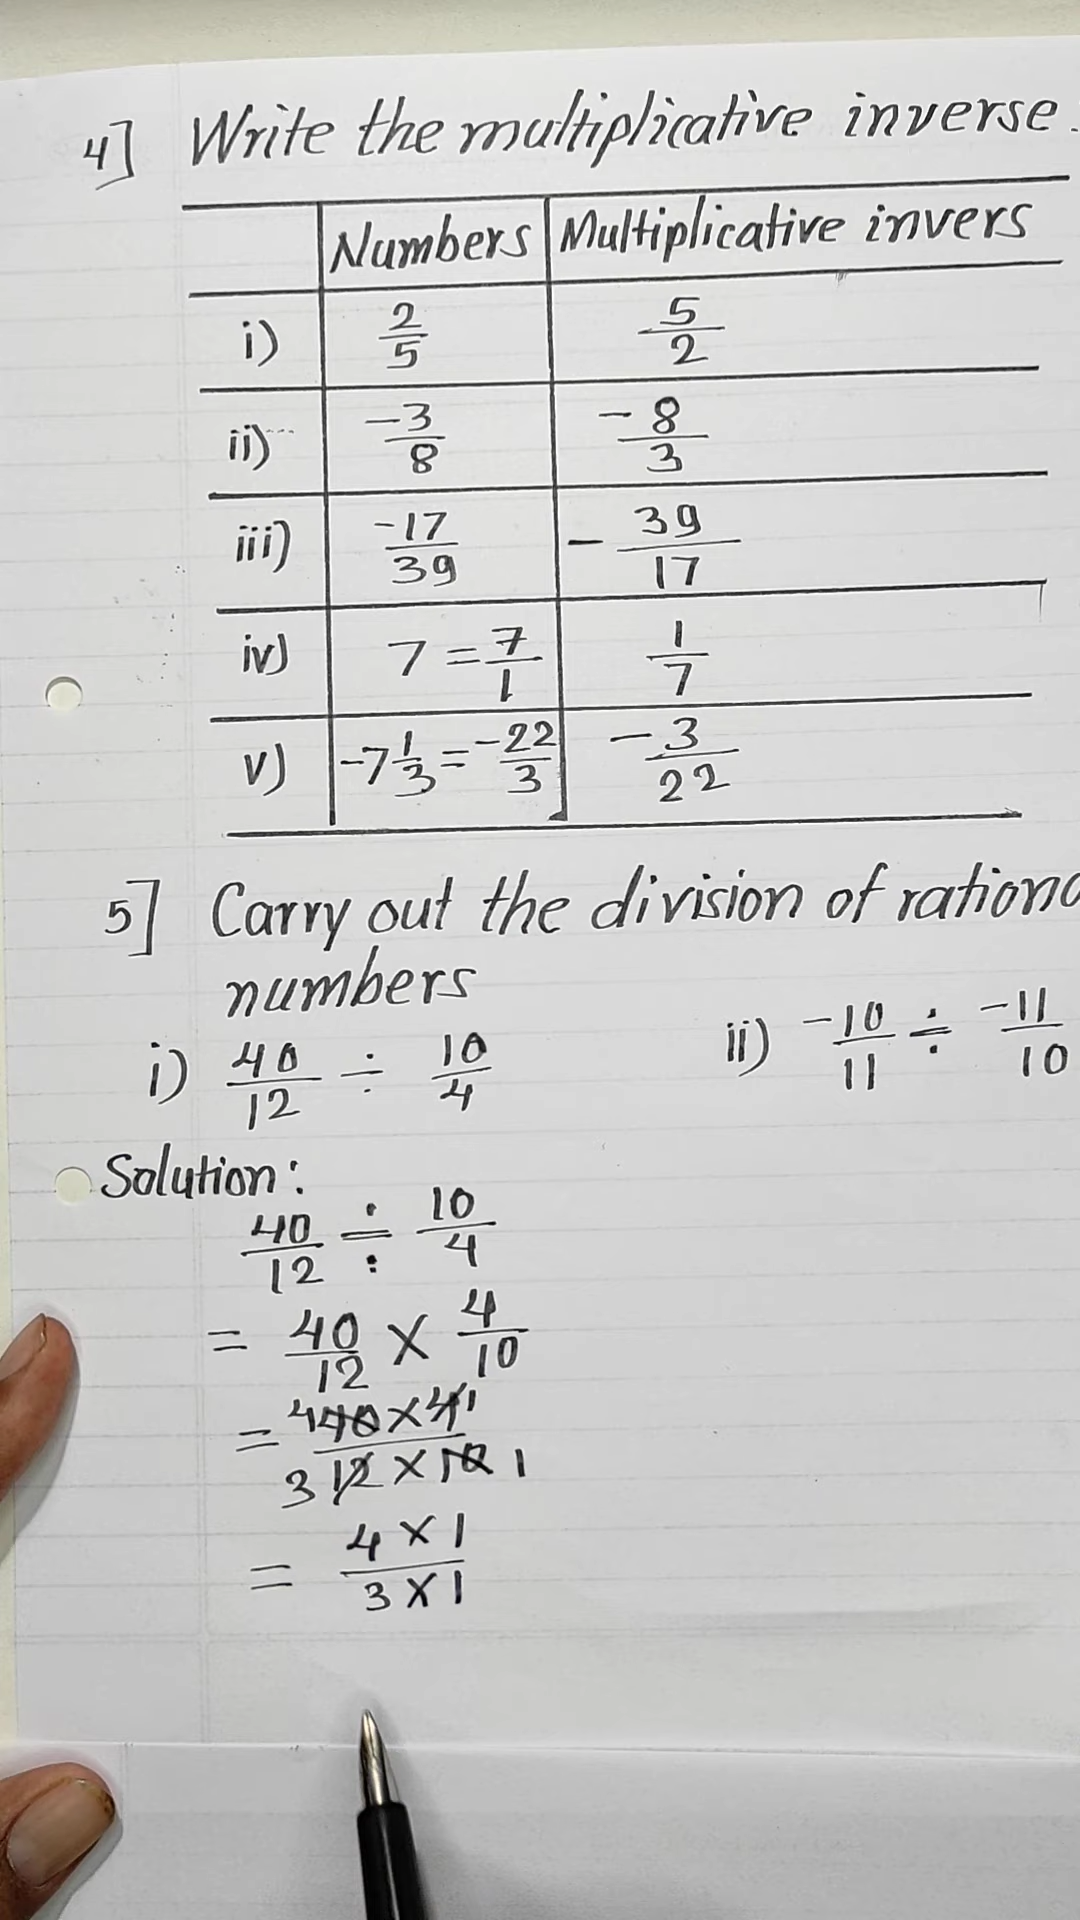 4] Write the multiplicative inverse.
Numbers Multiplicative invers
i) 2/5 5/2
ii) -3/8 -8/3
iii) -17/39 -39/17
iv) 7 = 7/1 1/7
v) -7 1/3 = -22/3 -3/22
5] Carry out the division of rationa
numbers
i) 40/12 ÷ 10/4 ii) -10/11 ÷ -11/10
Solution:
40/12 ÷ 10/4
= 40/12 × 4/10
= 4 40 × 4 1 / 3 12 × 10 1
= 4 × 1 / 3 × 1